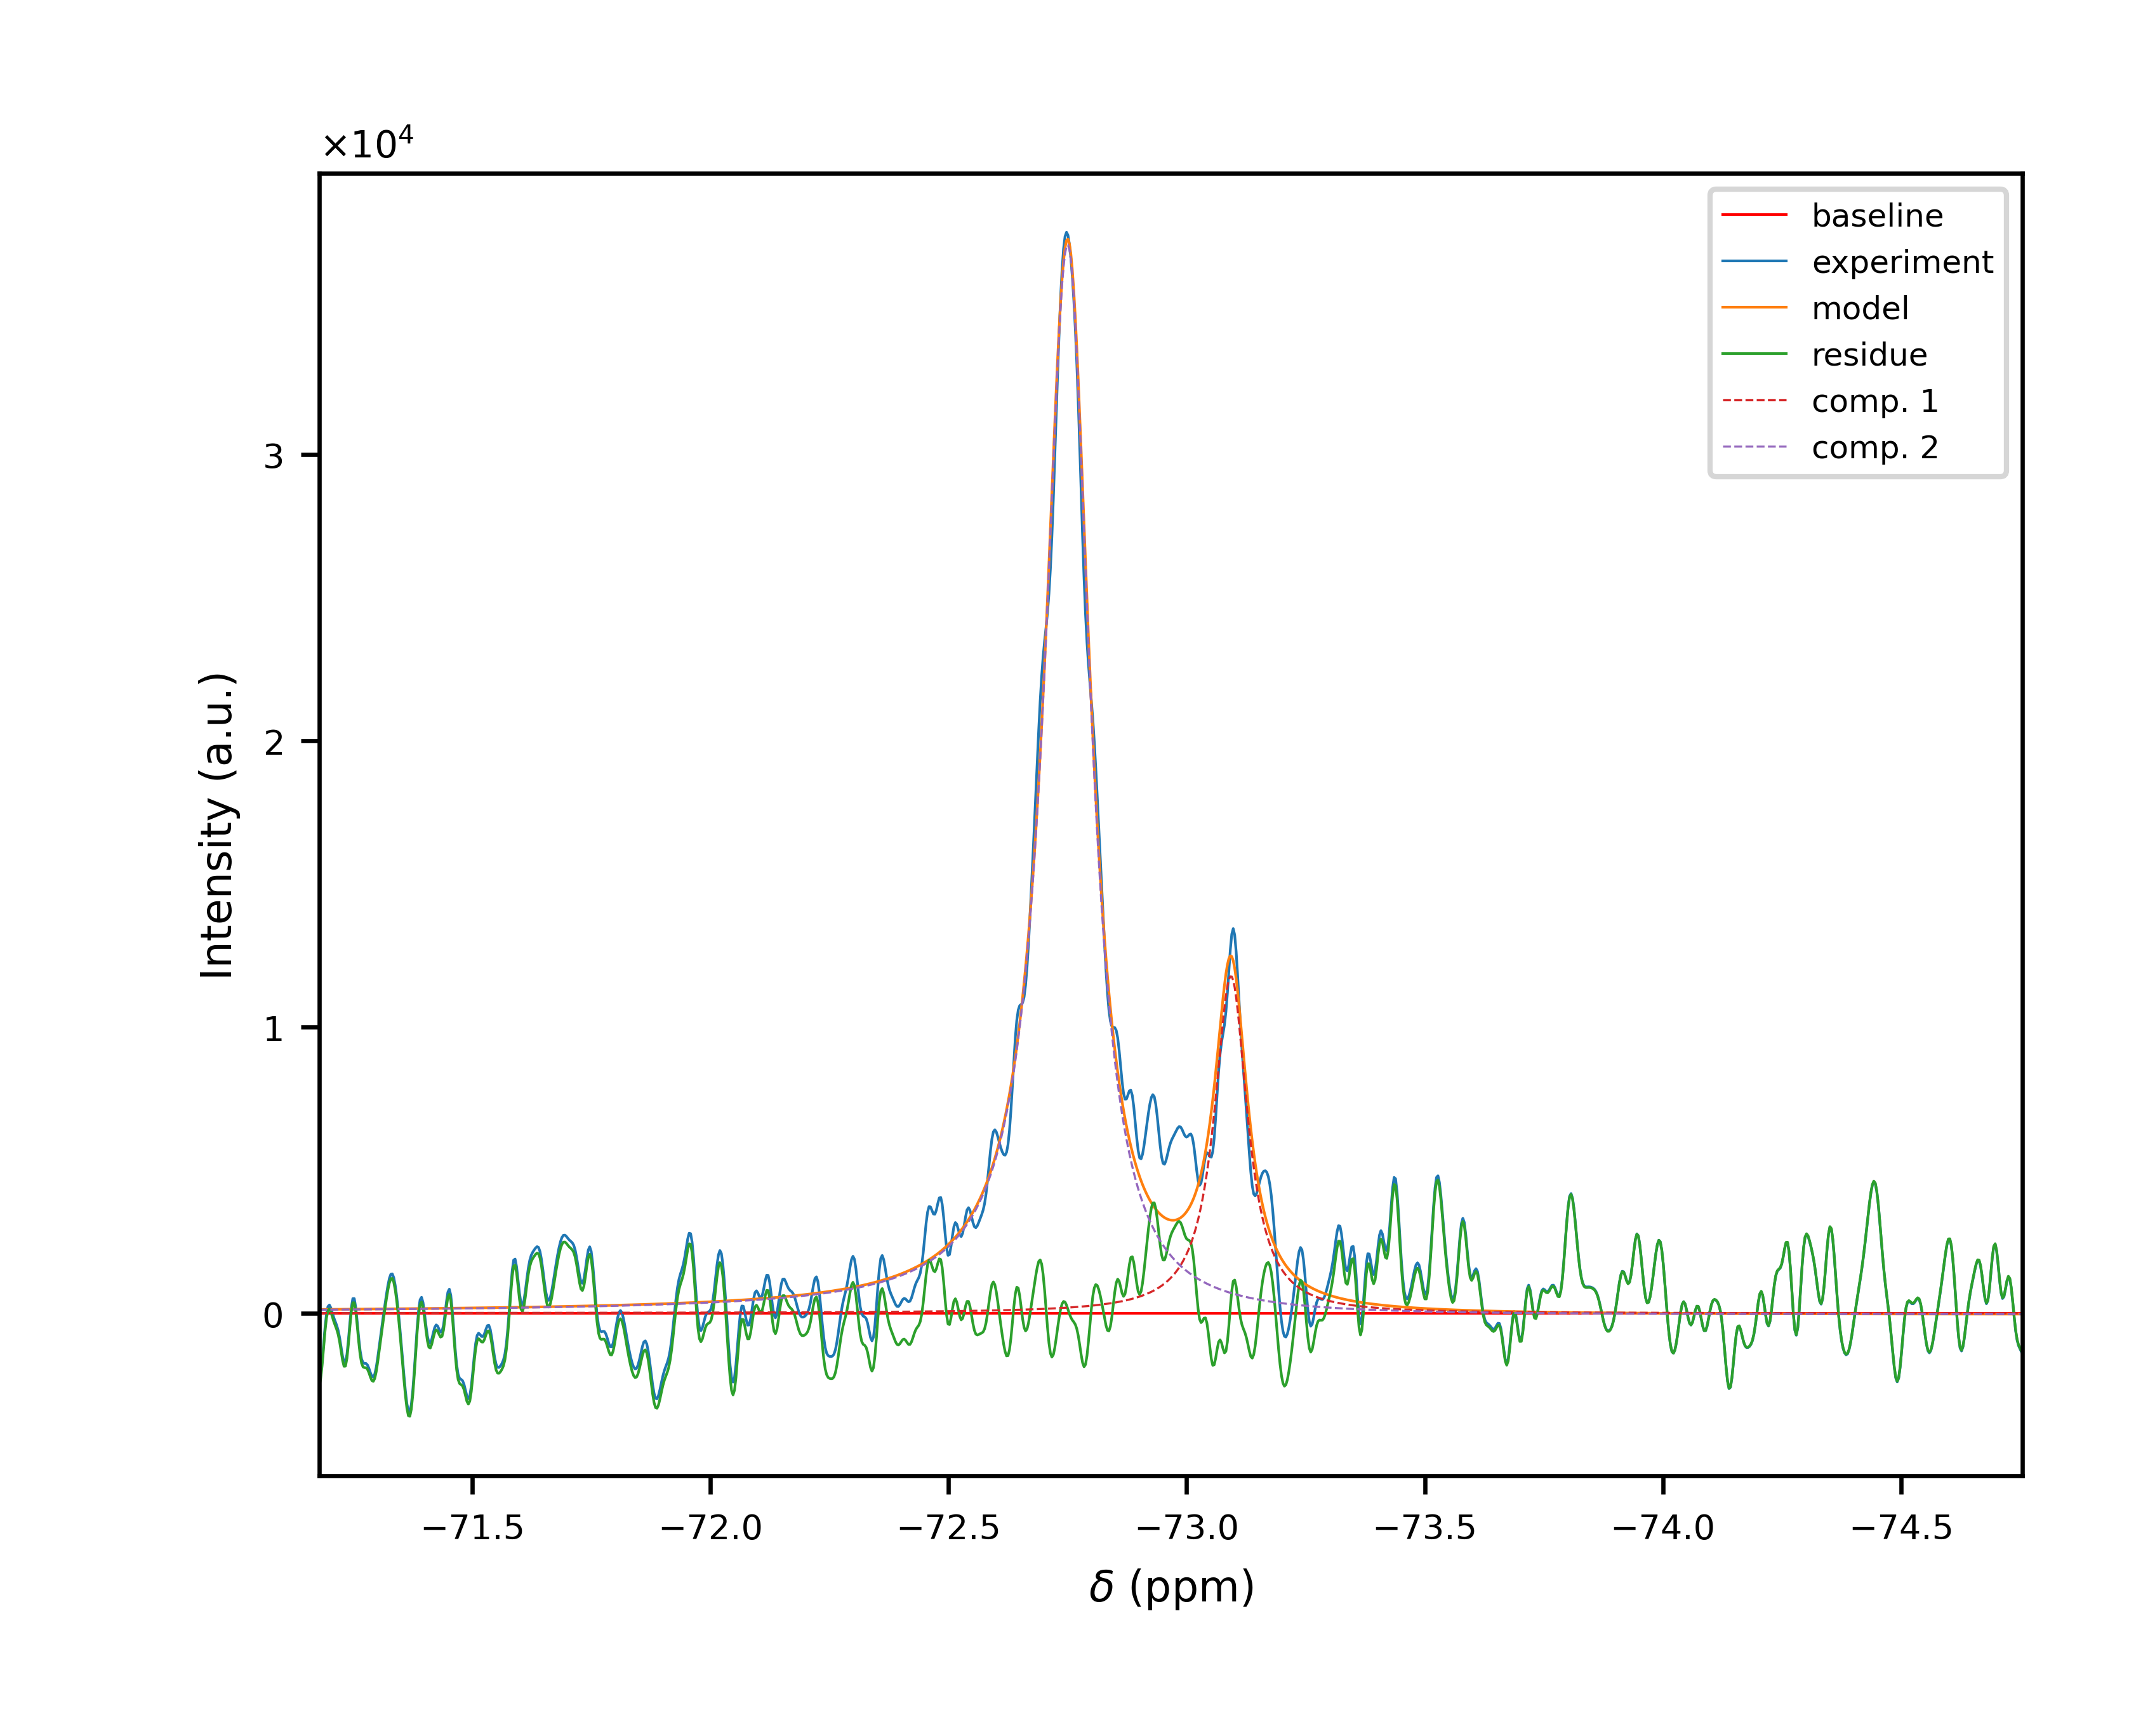 ×10⁴
baseline
experiment
model
residue
comp. 1
comp. 2
3
2
1
0
Intensity (a.u.)
−71.5 −72.0 −72.5 −73.0 −73.5 −74.0 −74.5
δ (ppm)